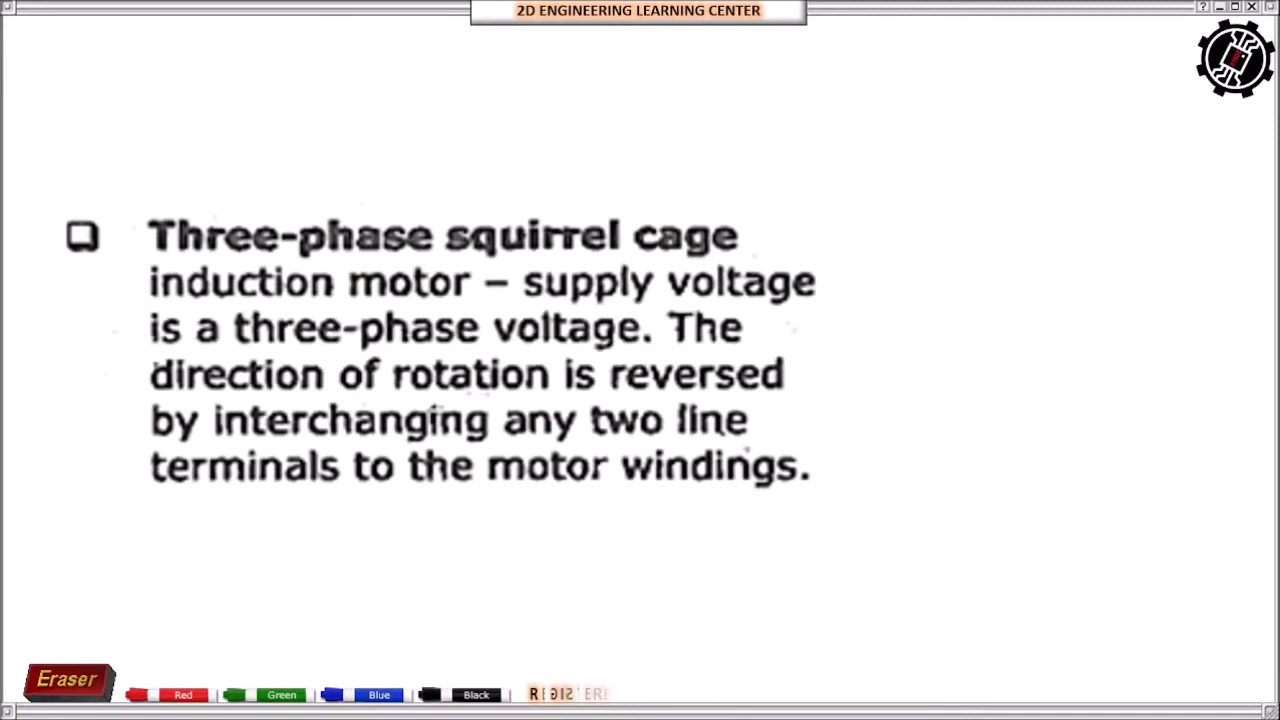 2D ENGINEERING LEARNING CENTER
Three-phase squirrel cage
induction motor – supply voltage
is a three-phase voltage. The
direction of rotation is reversed
by interchanging any two line
terminals to the motor windings.
Eraser
Red Green Blue Black